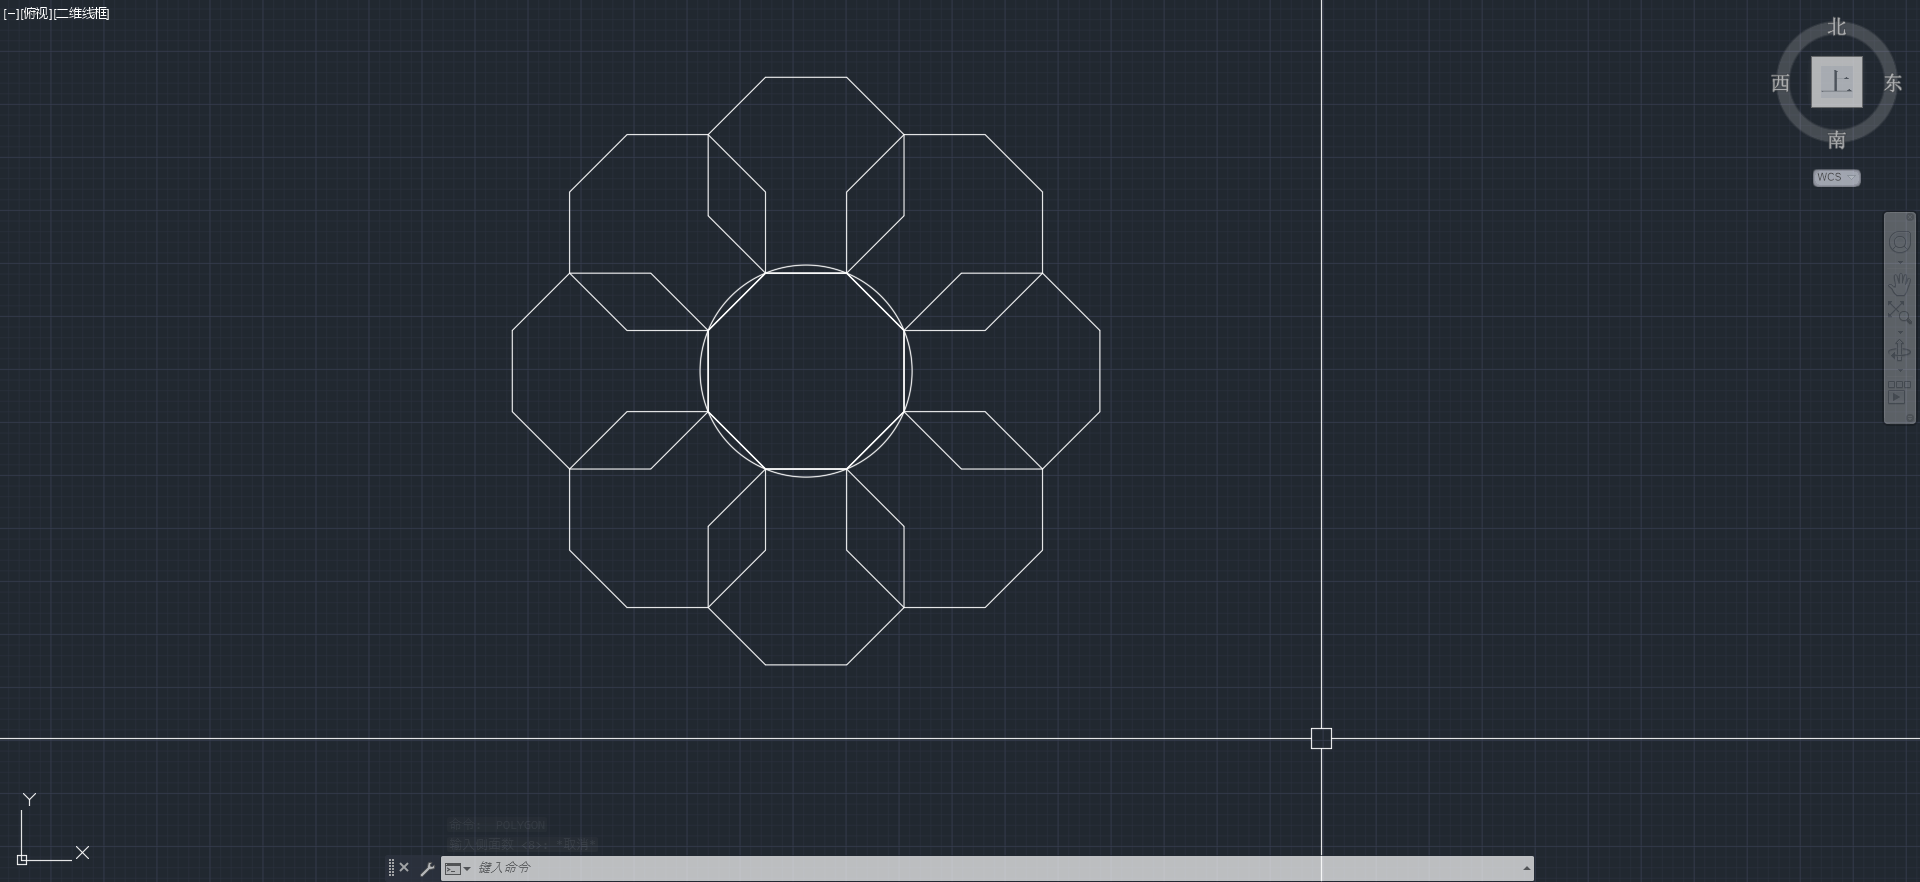 [−][俯视][二维线框]
北
西
上
东
南
WCS
Y
X
命令: _POLYGON
输入侧面数 <8>: *取消*
键入命令